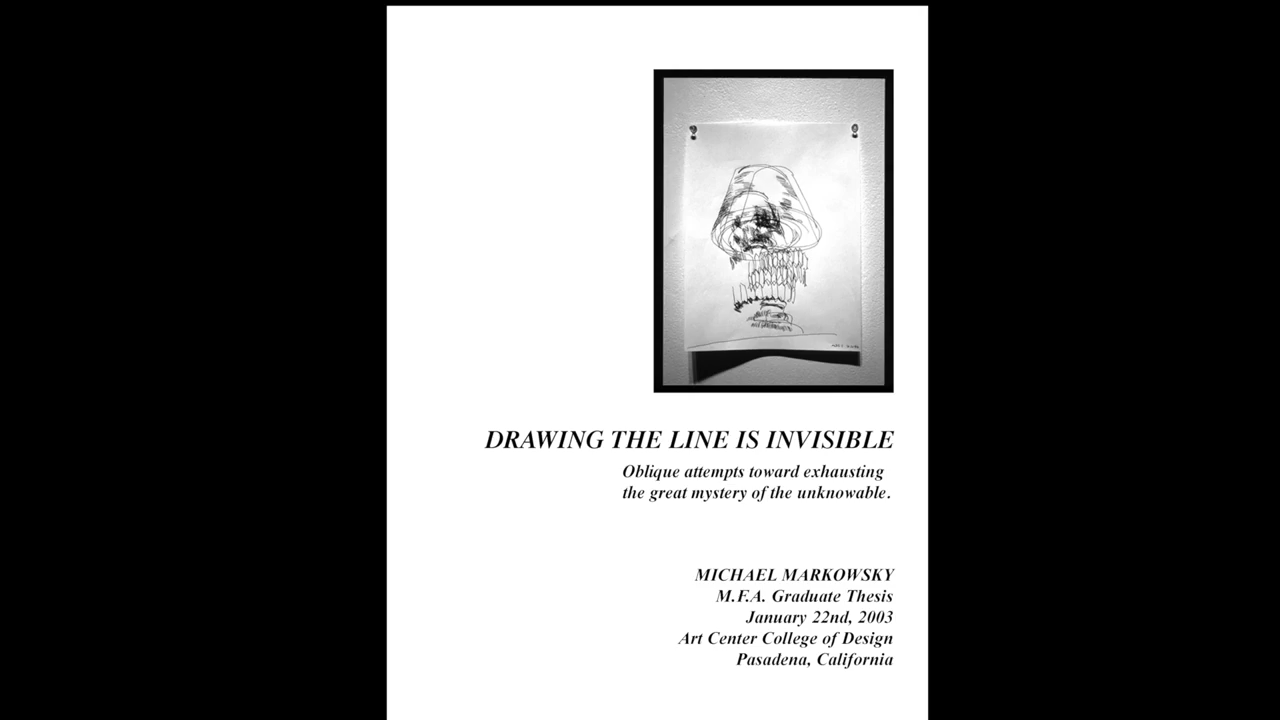 DRAWING THE LINE IS INVISIBLE
Oblique attempts toward exhausting
the great mystery of the unknowable.
MICHAEL MARKOWSKY
M.F.A. Graduate Thesis
January 22nd, 2003
Art Center College of Design
Pasadena, California